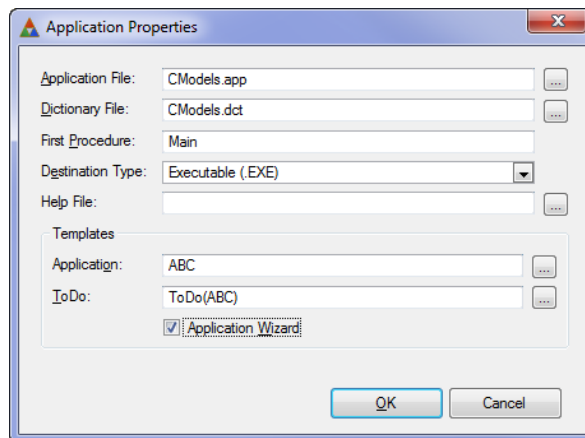 Application Properties
Application File: CModels.app ...
Dictionary File: CModels.dct ...
First Procedure: Main
Destination Type: Executable (.EXE)
Help File: ...
Templates
Application: ABC ...
ToDo: ToDo(ABC) ...
Application Wizard
OK Cancel